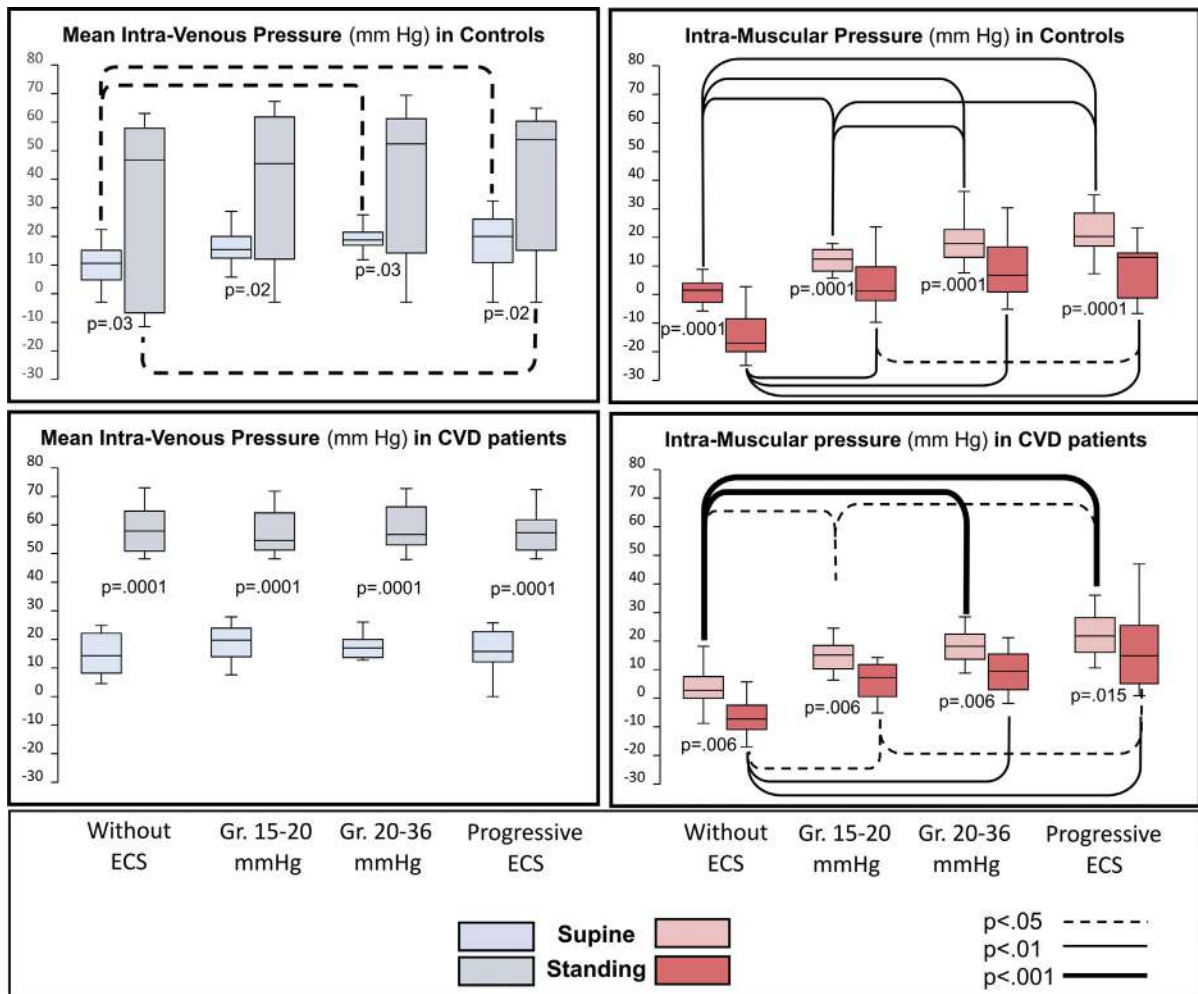 Mean Intra-Venous Pressure (mm Hg) in Controls
80
70
60
50
40
30
20
10
0
-10
-20
-30
p=.03
p=.02
p=.03
p=.02
Intra-Muscular Pressure (mm Hg) in Controls
80
70
60
50
40
30
20
10
0
-10
-20
-30
p=.0001
p=.0001
p=.0001
p=.0001
Mean Intra-Venous Pressure (mm Hg) in CVD patients
80
70
60
50
40
30
20
10
0
-10
-20
-30
p=.0001
p=.0001
p=.0001
p=.0001
Intra-Muscular pressure (mm Hg) in CVD patients
80
70
60
50
40
30
20
10
0
-10
-20
-30
p=.006
p=.006
p=.006
p=.015
Without
ECS
Gr. 15-20
mmHg
Gr. 20-36
mmHg
Progressive
ECS
Without
ECS
Gr. 15-20
mmHg
Gr. 20-36
mmHg
Progressive
ECS
Supine
Standing
p<.05
p<.01
p<.001